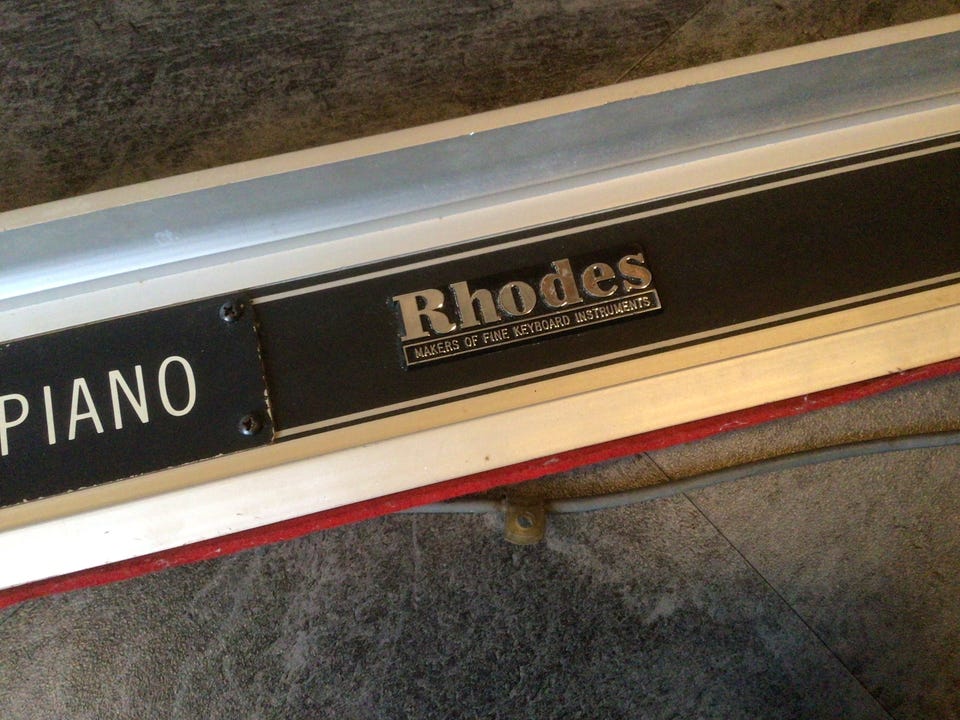 PIANO
Rhodes
MAKERS OF FINE KEYBOARD INSTRUMENTS